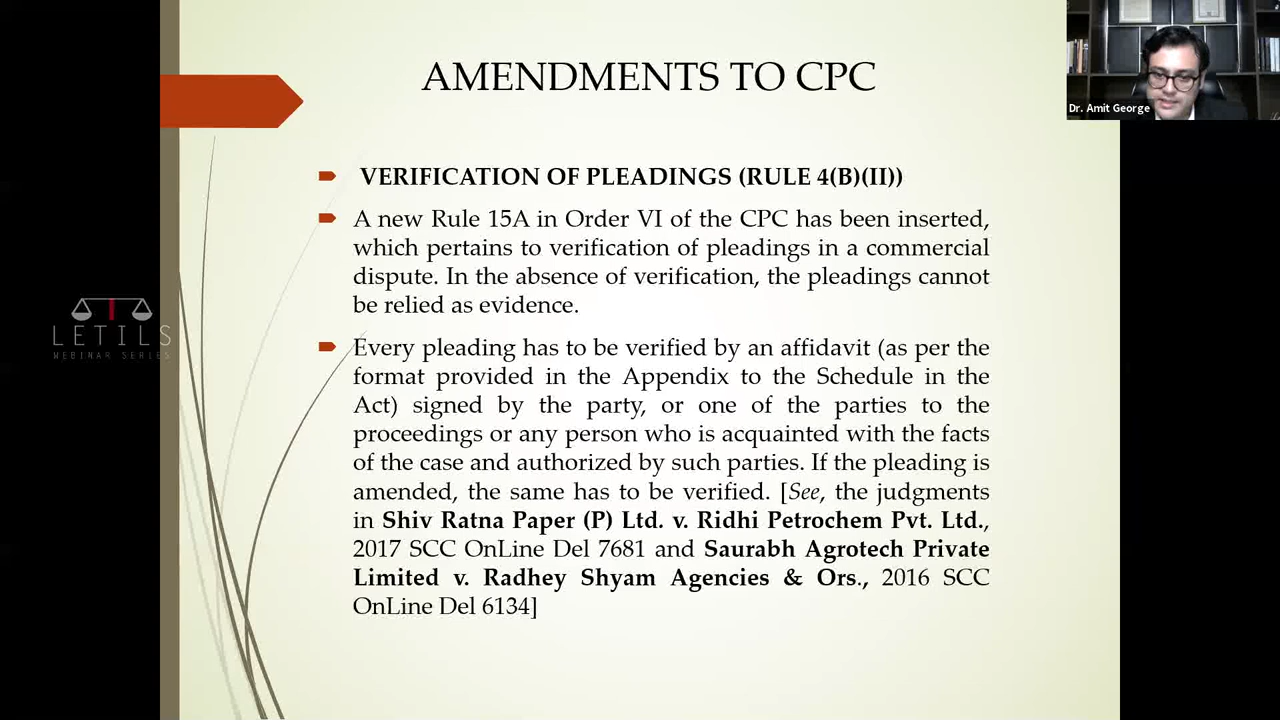 AMENDMENTS TO CPC
Dr. Amit George
VERIFICATION OF PLEADINGS (RULE 4(B)(II))
A new Rule 15A in Order VI of the CPC has been inserted,
which pertains to verification of pleadings in a commercial
dispute. In the absence of verification, the pleadings cannot
be relied as evidence.
Every pleading has to be verified by an affidavit (as per the
format provided in the Appendix to the Schedule in the
Act) signed by the party, or one of the parties to the
proceedings or any person who is acquainted with the facts
of the case and authorized by such parties. If the pleading is
amended, the same has to be verified. [See, the judgments
in Shiv Ratna Paper (P) Ltd. v. Ridhi Petrochem Pvt. Ltd.,
2017 SCC OnLine Del 7681 and Saurabh Agrotech Private
Limited v. Radhey Shyam Agencies & Ors., 2016 SCC
OnLine Del 6134]
LETILS
WEBINAR SERIES